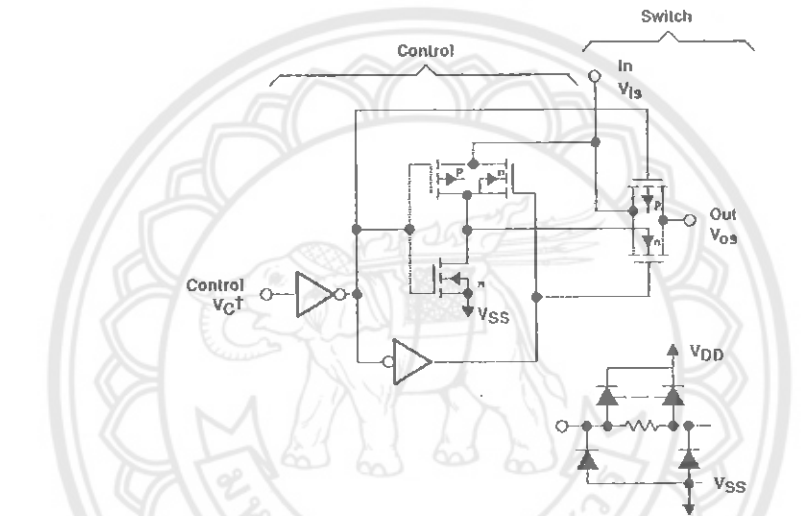 Switch
Control
In
Vis
p
n
p
n
Out
Vos
Control
VC†
n
VSS
VDD
VSS